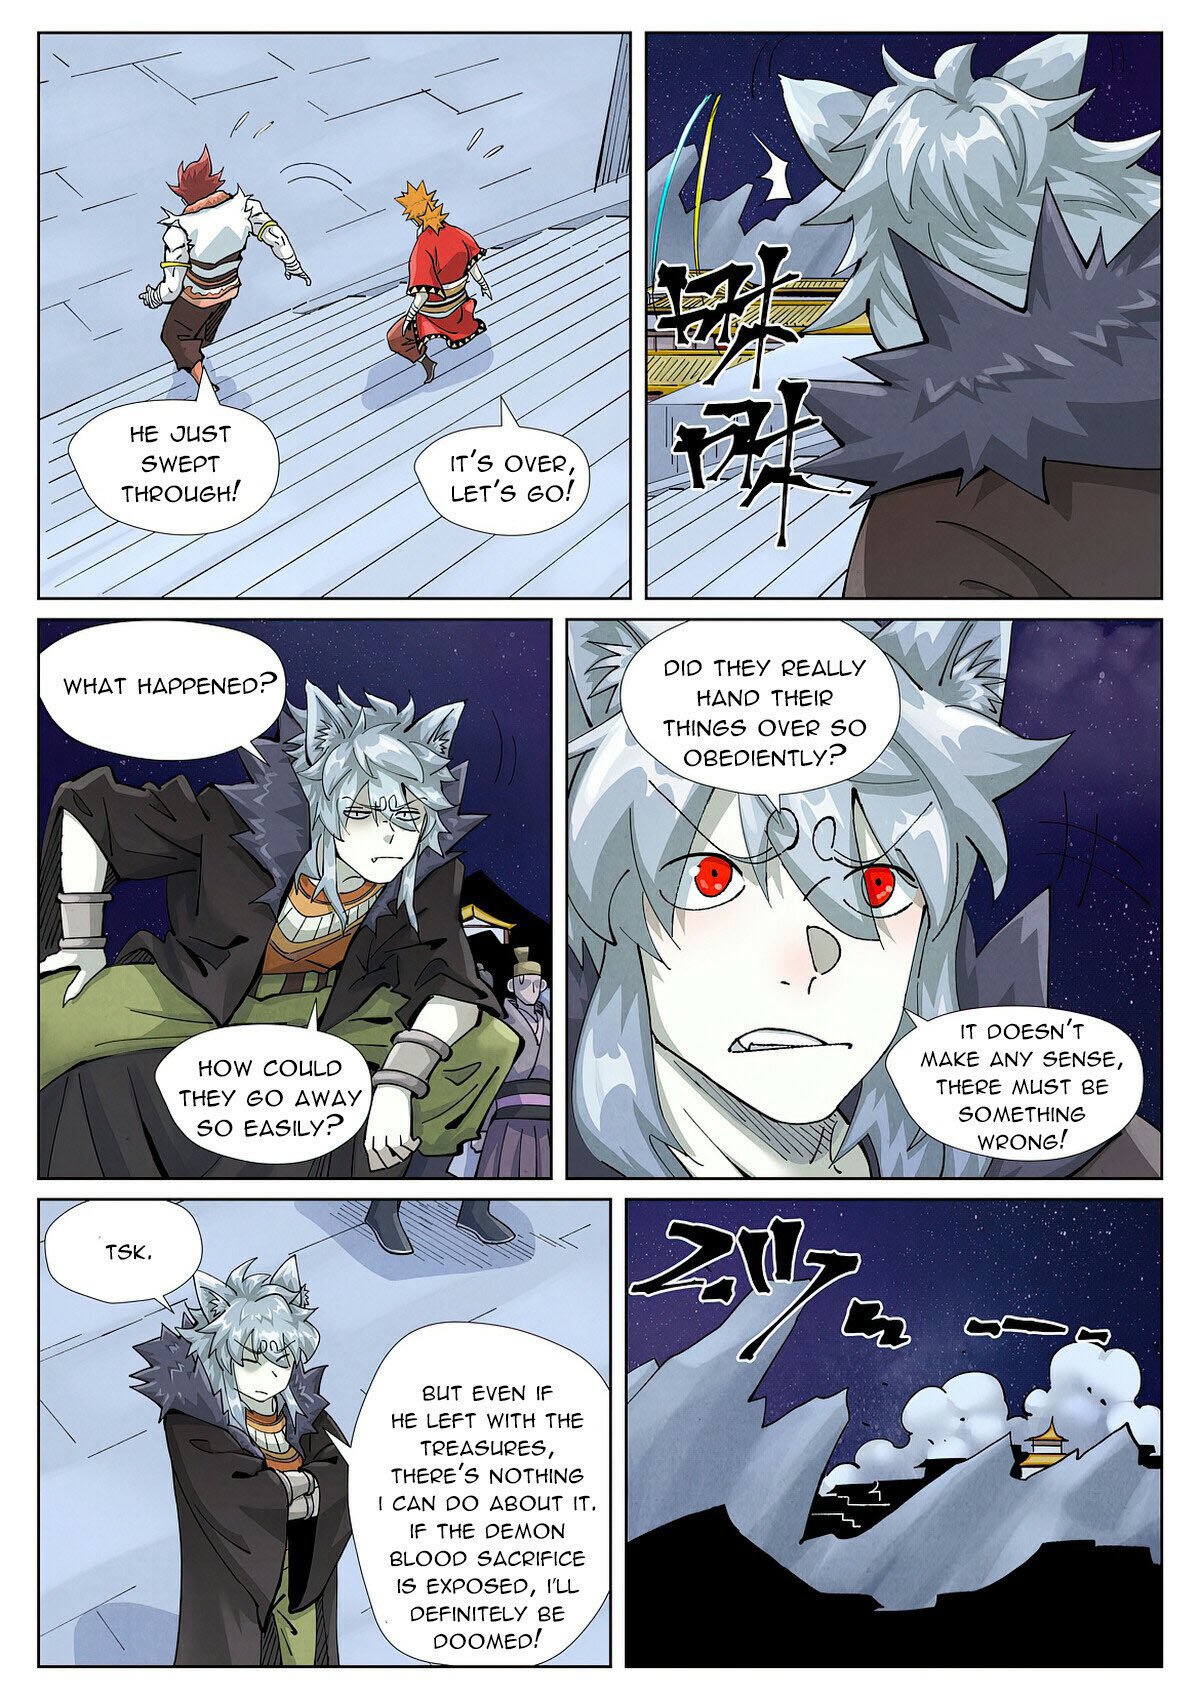 HE JUST
SWEPT
THROUGH!
IT'S OVER,
LET'S GO!
WHAT HAPPENED?
HOW COULD
THEY GO AWAY
SO EASILY?
DID THEY REALLY
HAND THEIR
THINGS OVER SO
OBEDIENTLY?
IT DOESN'T
MAKE ANY SENSE,
THERE MUST BE
SOMETHING
WRONG!
TSK.
BUT EVEN IF
HE LEFT WITH THE
TREASURES,
THERE'S NOTHING
I CAN DO ABOUT IT.
IF THE DEMON
BLOOD SACRIFICE
IS EXPOSED, I'LL
DEFINITELY BE
DOOMED!